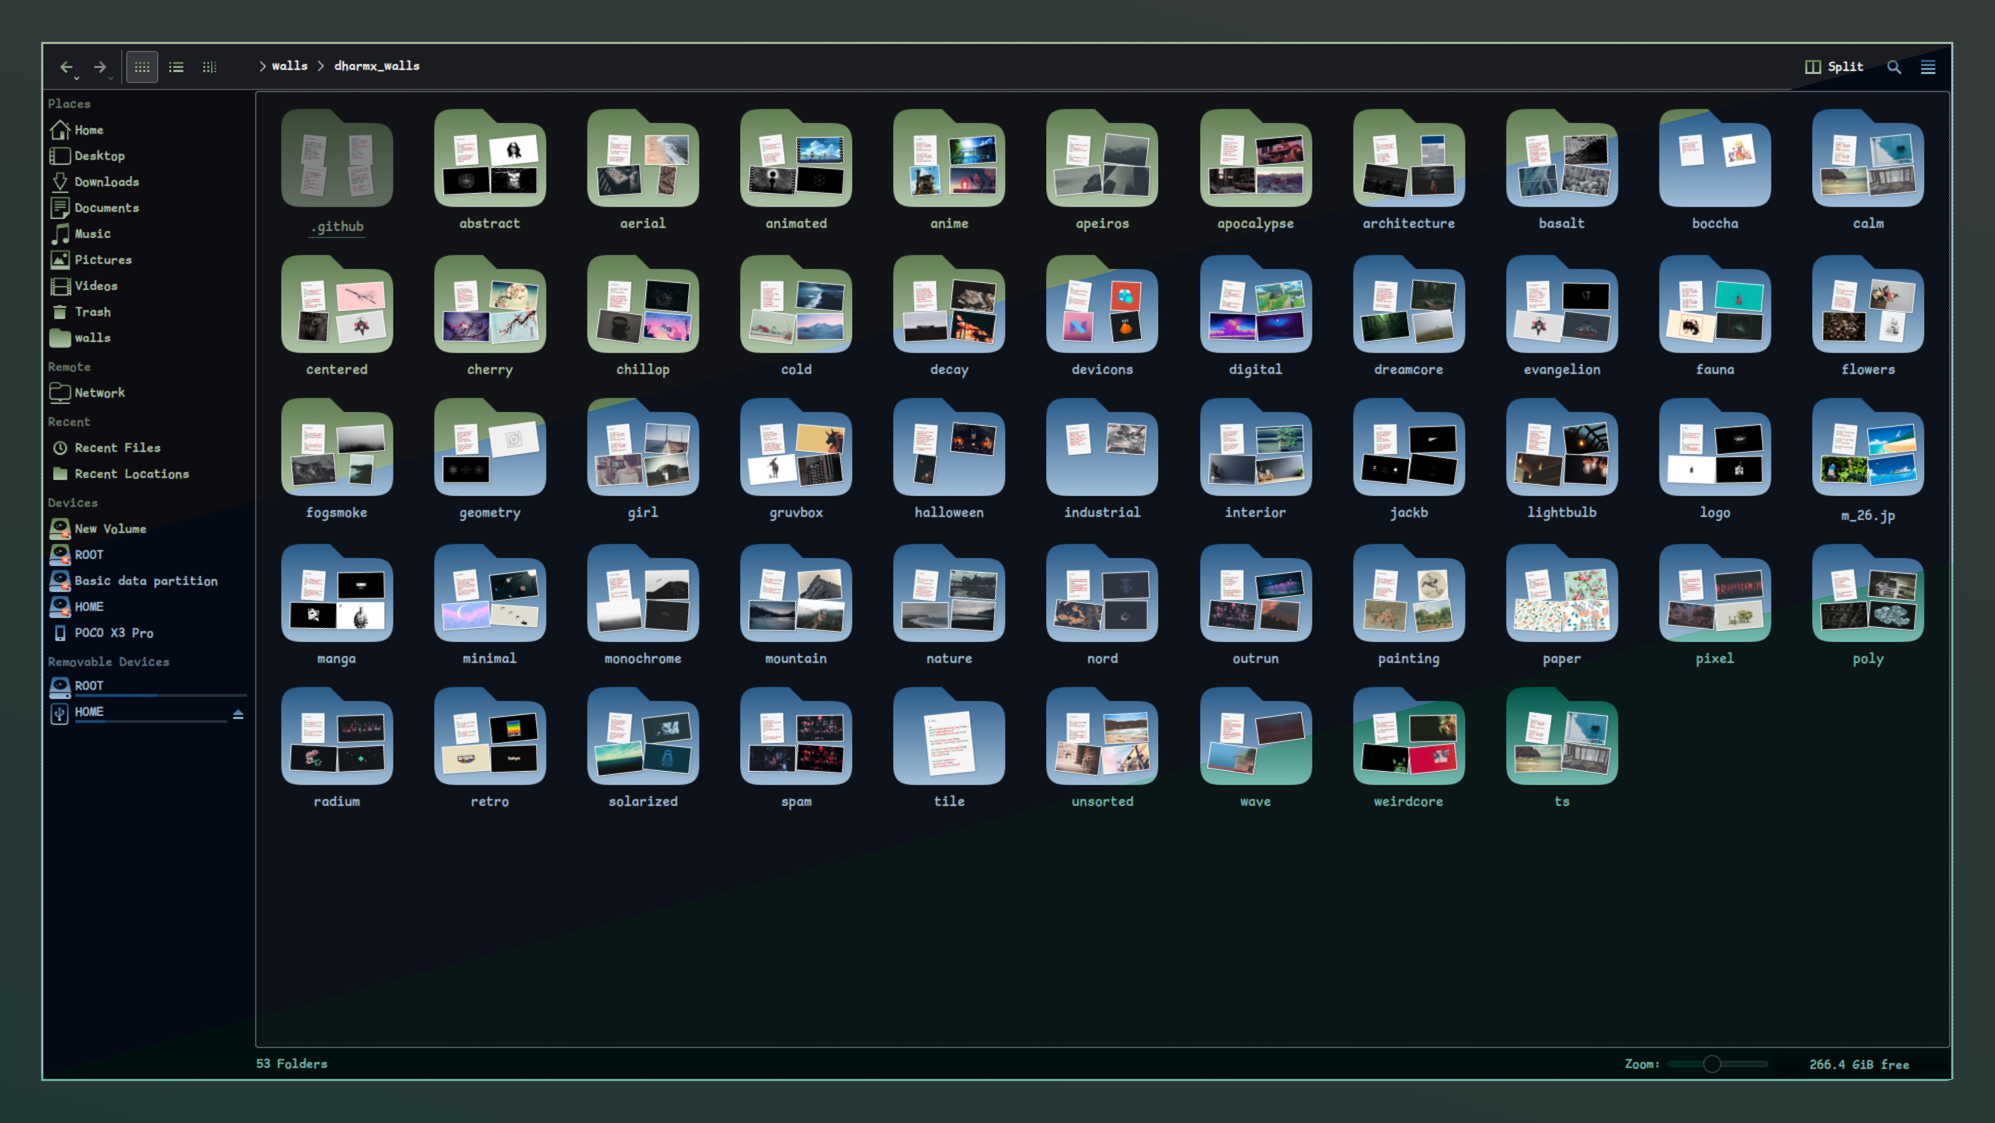 walls > dharmx_walls
Split
Places
Home
Desktop
Downloads
Documents
Music
Pictures
Videos
Trash
walls
Remote
Network
Recent
Recent Files
Recent Locations
Devices
New Volume
ROOT
Basic data partition
HOME
POCO X3 Pro
Removable Devices
ROOT
HOME
.github abstract aerial animated anime apeiros apocalypse architecture basalt boccha calm
centered cherry chillop cold decay devicons digital dreamcore evangelion fauna flowers
fogsmoke geometry girl gruvbox halloween industrial interior jackb lightbulb logo m_26.jp
manga minimal monochrome mountain nature nord outrun painting paper pixel poly
radium retro solarized spam tile unsorted wave weirdcore ts
53 Folders
Zoom:
266.4 GiB free